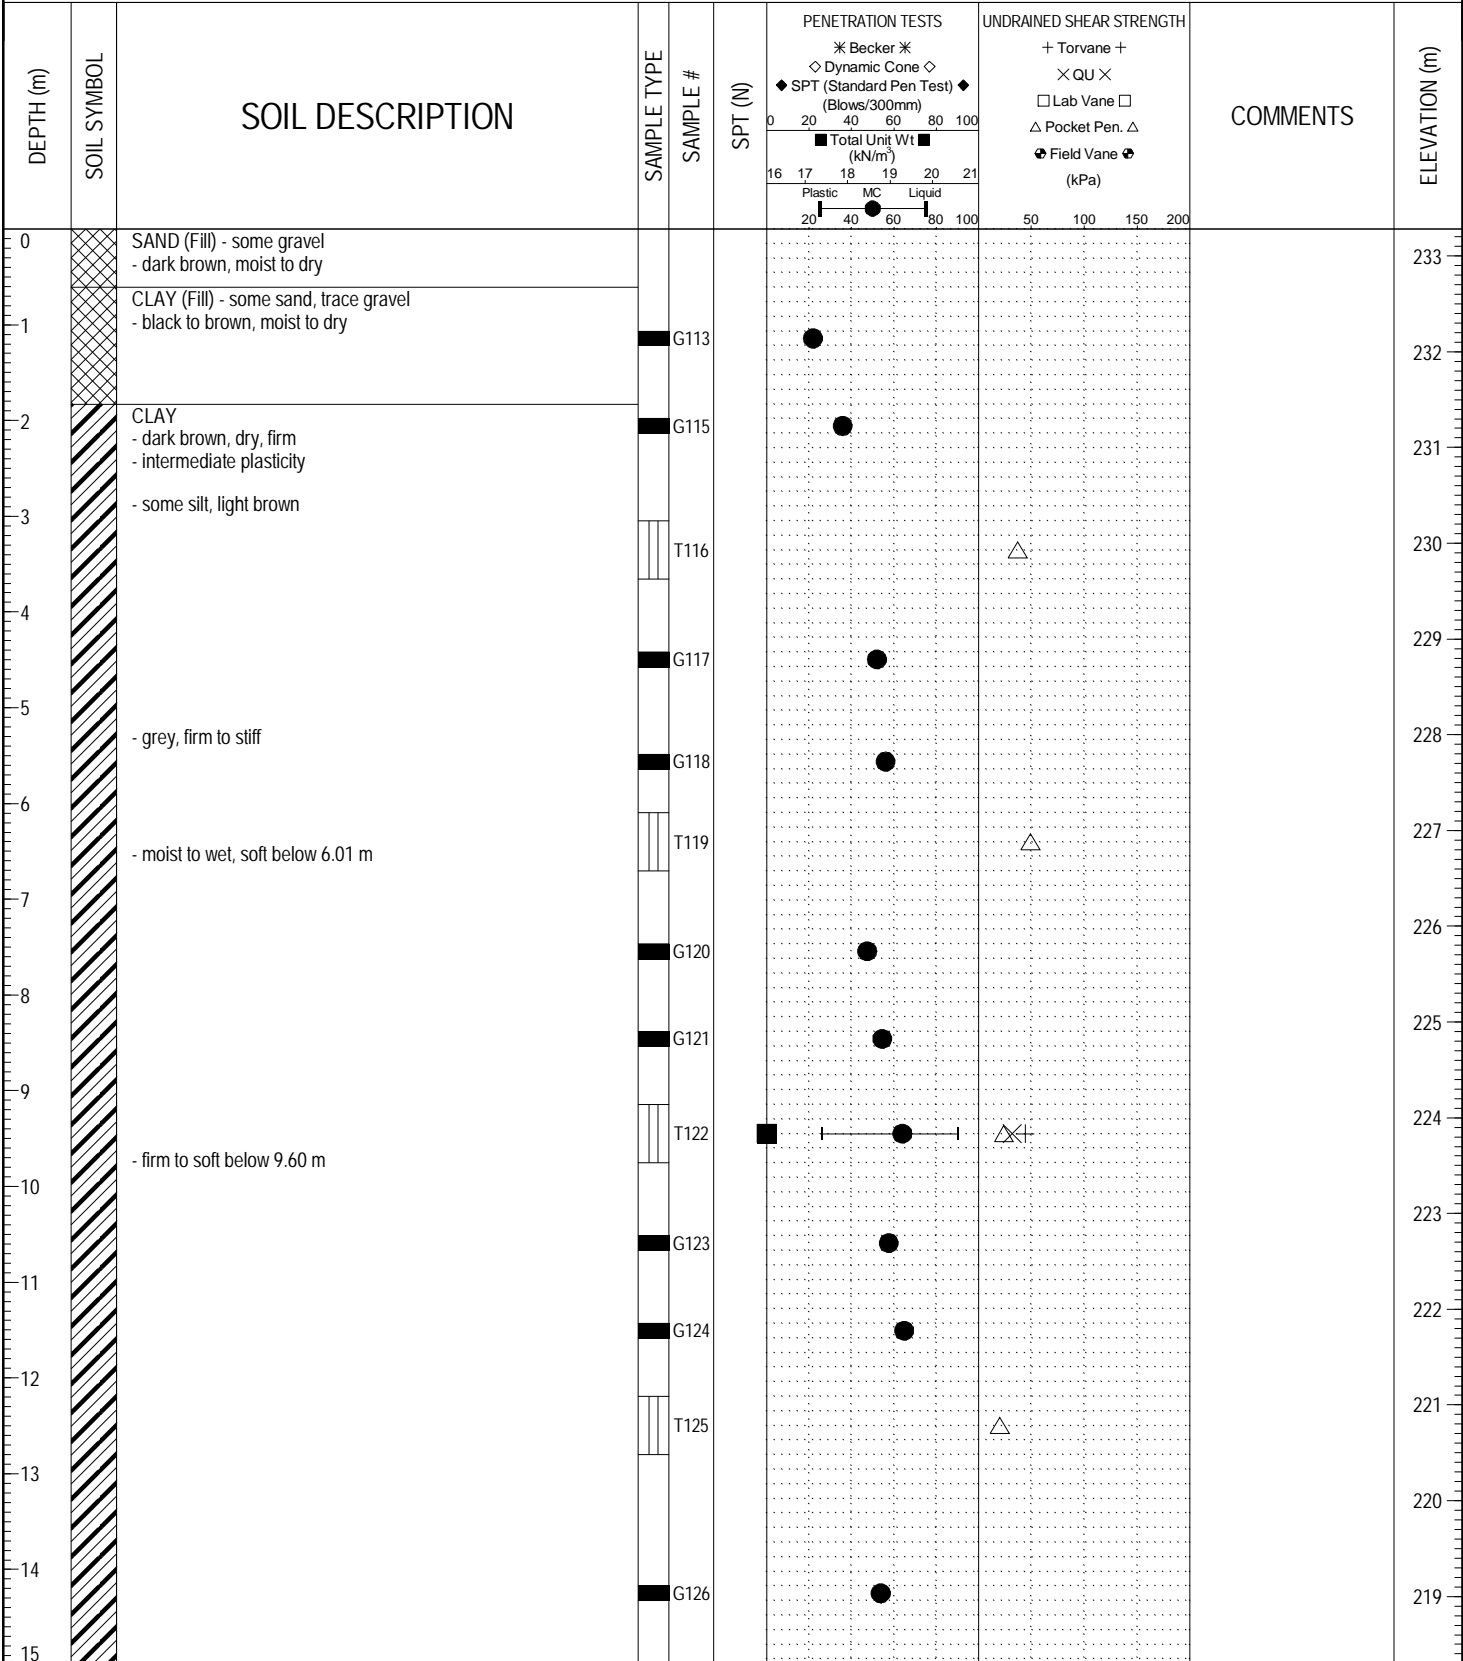 DEPTH (m)
SOIL SYMBOL
SOIL DESCRIPTION
SAMPLE TYPE
SAMPLE #
SPT (N)
PENETRATION TESTS
Becker
Dynamic Cone
SPT (Standard Pen Test)
(Blows/300mm)
0 20 40 60 80 100
Total Unit Wt
(kN/m³)
16 17 18 19 20 21
Plastic MC Liquid
20 40 60 80 100
UNDRAINED SHEAR STRENGTH
+ Torvane +
QU
Lab Vane
Pocket Pen.
Field Vane
(kPa)
50 100 150 200
COMMENTS
ELEVATION (m)
0
SAND (Fill) - some gravel
- dark brown, moist to dry
233
CLAY (Fill) - some sand, trace gravel
- black to brown, moist to dry
1
G113
232
CLAY
2
G115
- dark brown, dry, firm
231
- intermediate plasticity
- some silt, light brown
3
T116
230
4
229
G117
5
228
- grey, firm to stiff
G118
6
227
T119
- moist to wet, soft below 6.01 m
7
226
G120
8
225
G121
9
224
T122
- firm to soft below 9.60 m
10
223
G123
11
222
G124
12
221
T125
13
220
14
G126
219
15